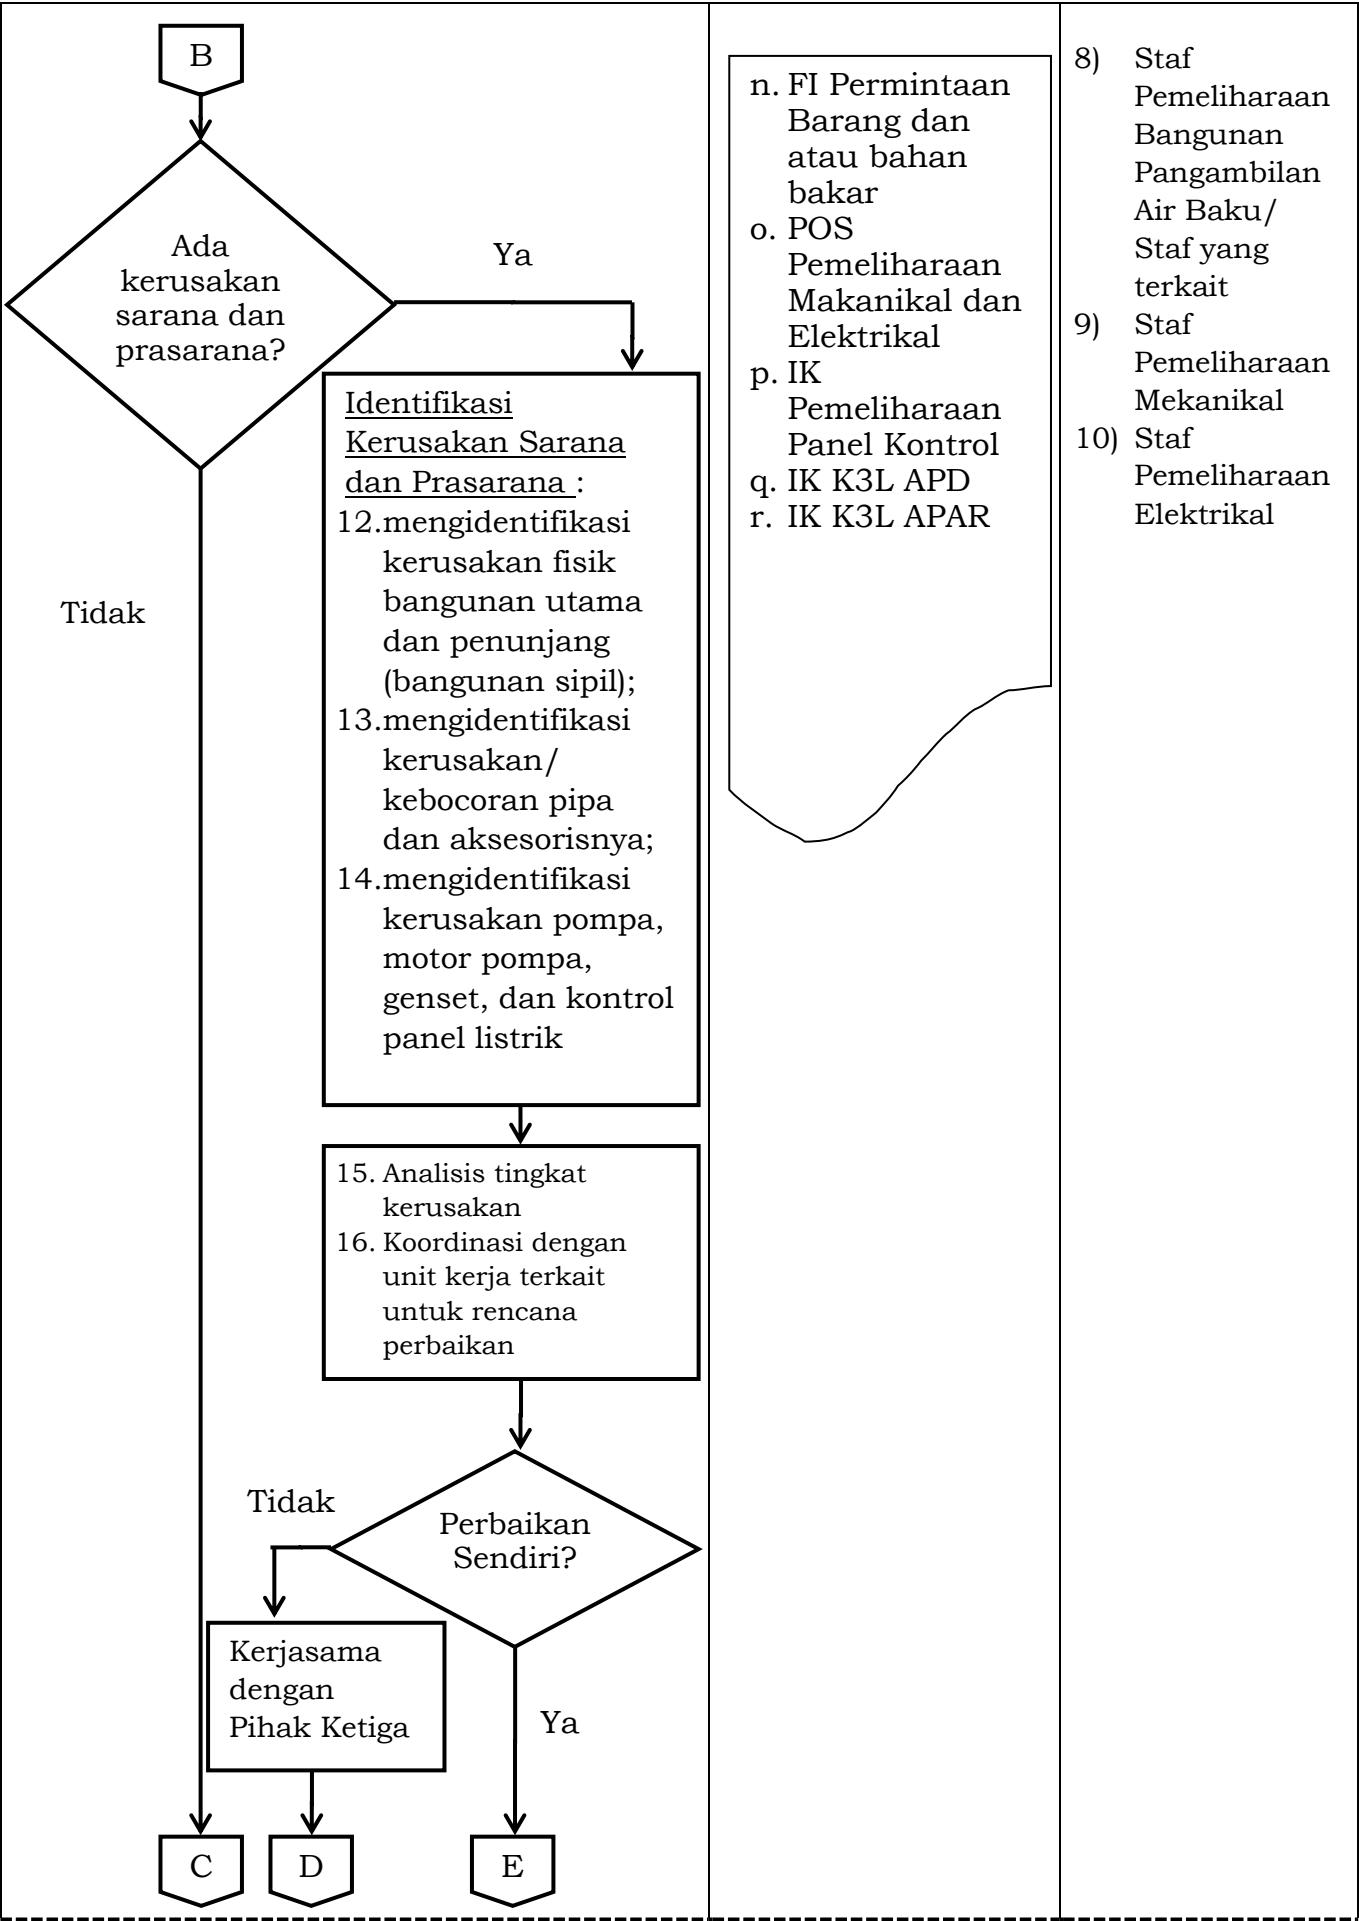 B
Ada
kerusakan
sarana dan
prasarana?
Ya
Tidak
Identifikasi
Kerusakan Sarana
dan Prasarana :
12.mengidentifikasi
kerusakan fisik
bangunan utama
dan penunjang
(bangunan sipil);
13.mengidentifikasi
kerusakan/
kebocoran pipa
dan aksesorisnya;
14.mengidentifikasi
kerusakan pompa,
motor pompa,
genset, dan kontrol
panel listrik
15. Analisis tingkat
kerusakan
16. Koordinasi dengan
unit kerja terkait
untuk rencana
perbaikan
Tidak
Perbaikan
Sendiri?
Kerjasama
dengan
Pihak Ketiga
Ya
C
D
E
n. FI Permintaan
Barang dan
atau bahan
bakar
o. POS
Pemeliharaan
Makanikal dan
Elektrikal
p. IK
Pemeliharaan
Panel Kontrol
q. IK K3L APD
r. IK K3L APAR
8) Staf
Pemeliharaan
Bangunan
Pangambilan
Air Baku/
Staf yang
terkait
9) Staf
Pemeliharaan
Mekanikal
10) Staf
Pemeliharaan
Elektrikal